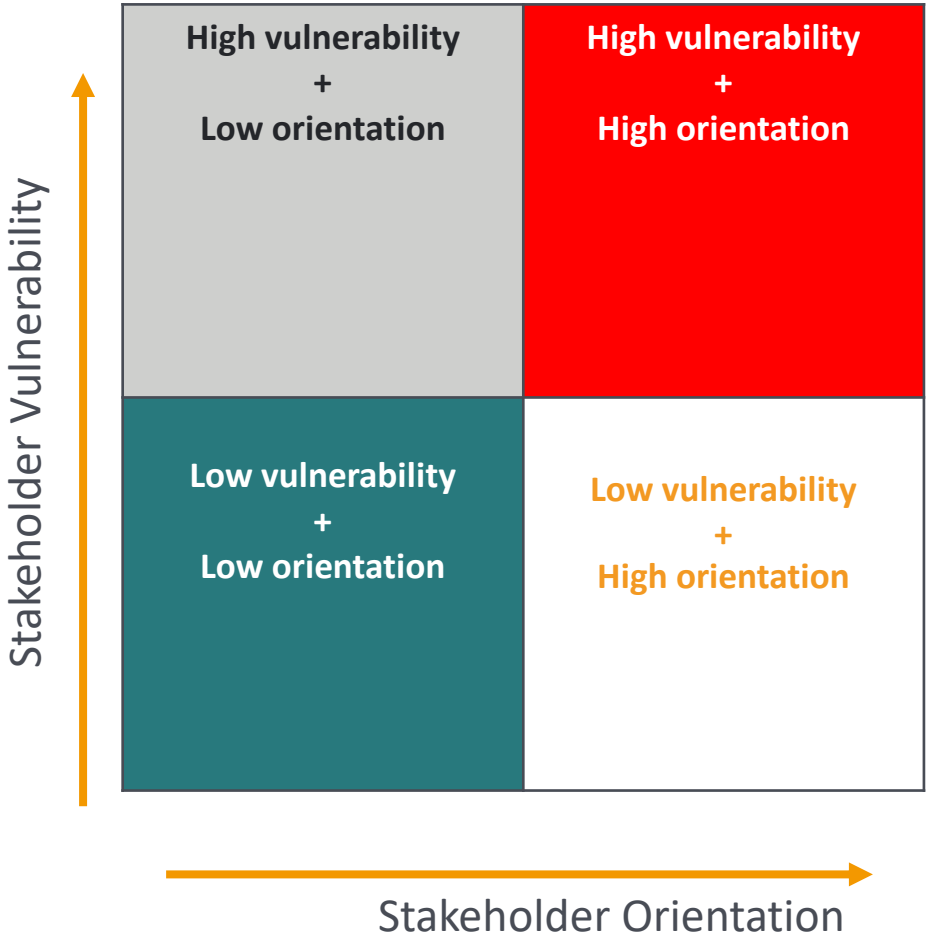 High vulnerability
+
Low orientation
High vulnerability
+
High orientation
Stakeholder Vulnerability
Low vulnerability
+
Low orientation
Low vulnerability
+
High orientation
Stakeholder Orientation